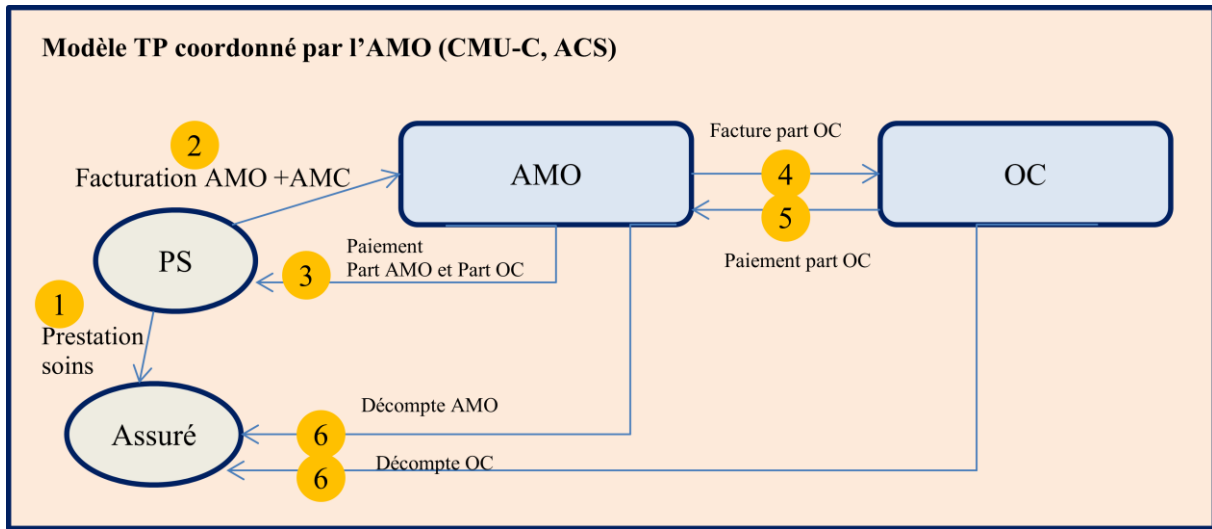 Modèle TP coordonné par l’AMO (CMU-C, ACS)
2
Facturation AMO +AMC
AMO
Facture part OC
4
OC
5
Paiement part OC
PS
Paiement
Part AMO et Part OC
3
1
Prestation
soins
Assuré
Décompte AMO
6
Décompte OC
6